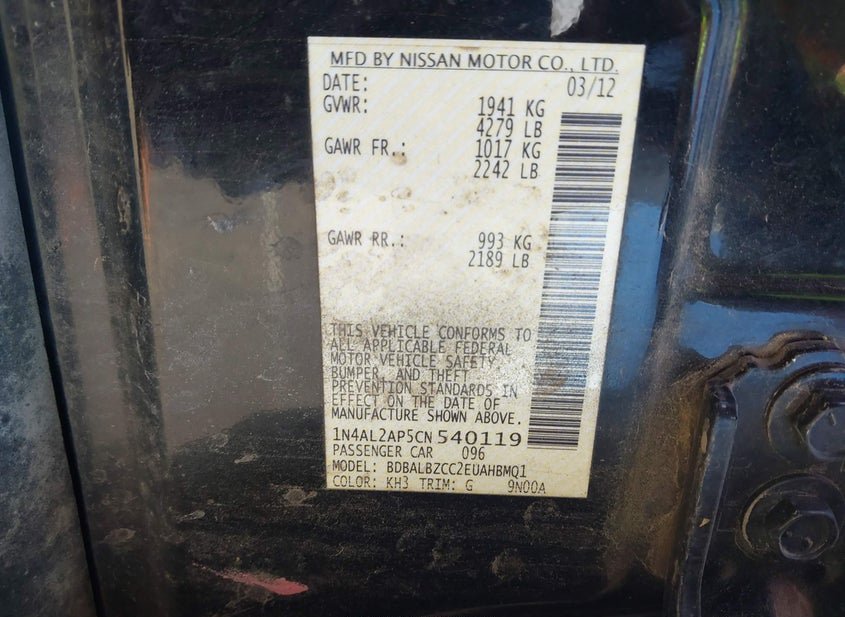 MFD BY NISSAN MOTOR CO., LTD.
DATE: 03/12
GVWR: 1941 KG
4279 LB
GAWR FR.: 1017 KG
2242 LB
GAWR RR.: 993 KG
2189 LB
THIS VEHICLE CONFORMS TO
ALL APPLICABLE FEDERAL
MOTOR VEHICLE SAFETY,
BUMPER, AND THEFT
PREVENTION STANDARDS IN
EFFECT ON THE DATE OF
MANUFACTURE SHOWN ABOVE.
1N4AL2AP5CN 540119
PASSENGER CAR 096
MODEL: BDBALBZCC2EUAHBMQ1
COLOR: KH3 TRIM: G 9N00A